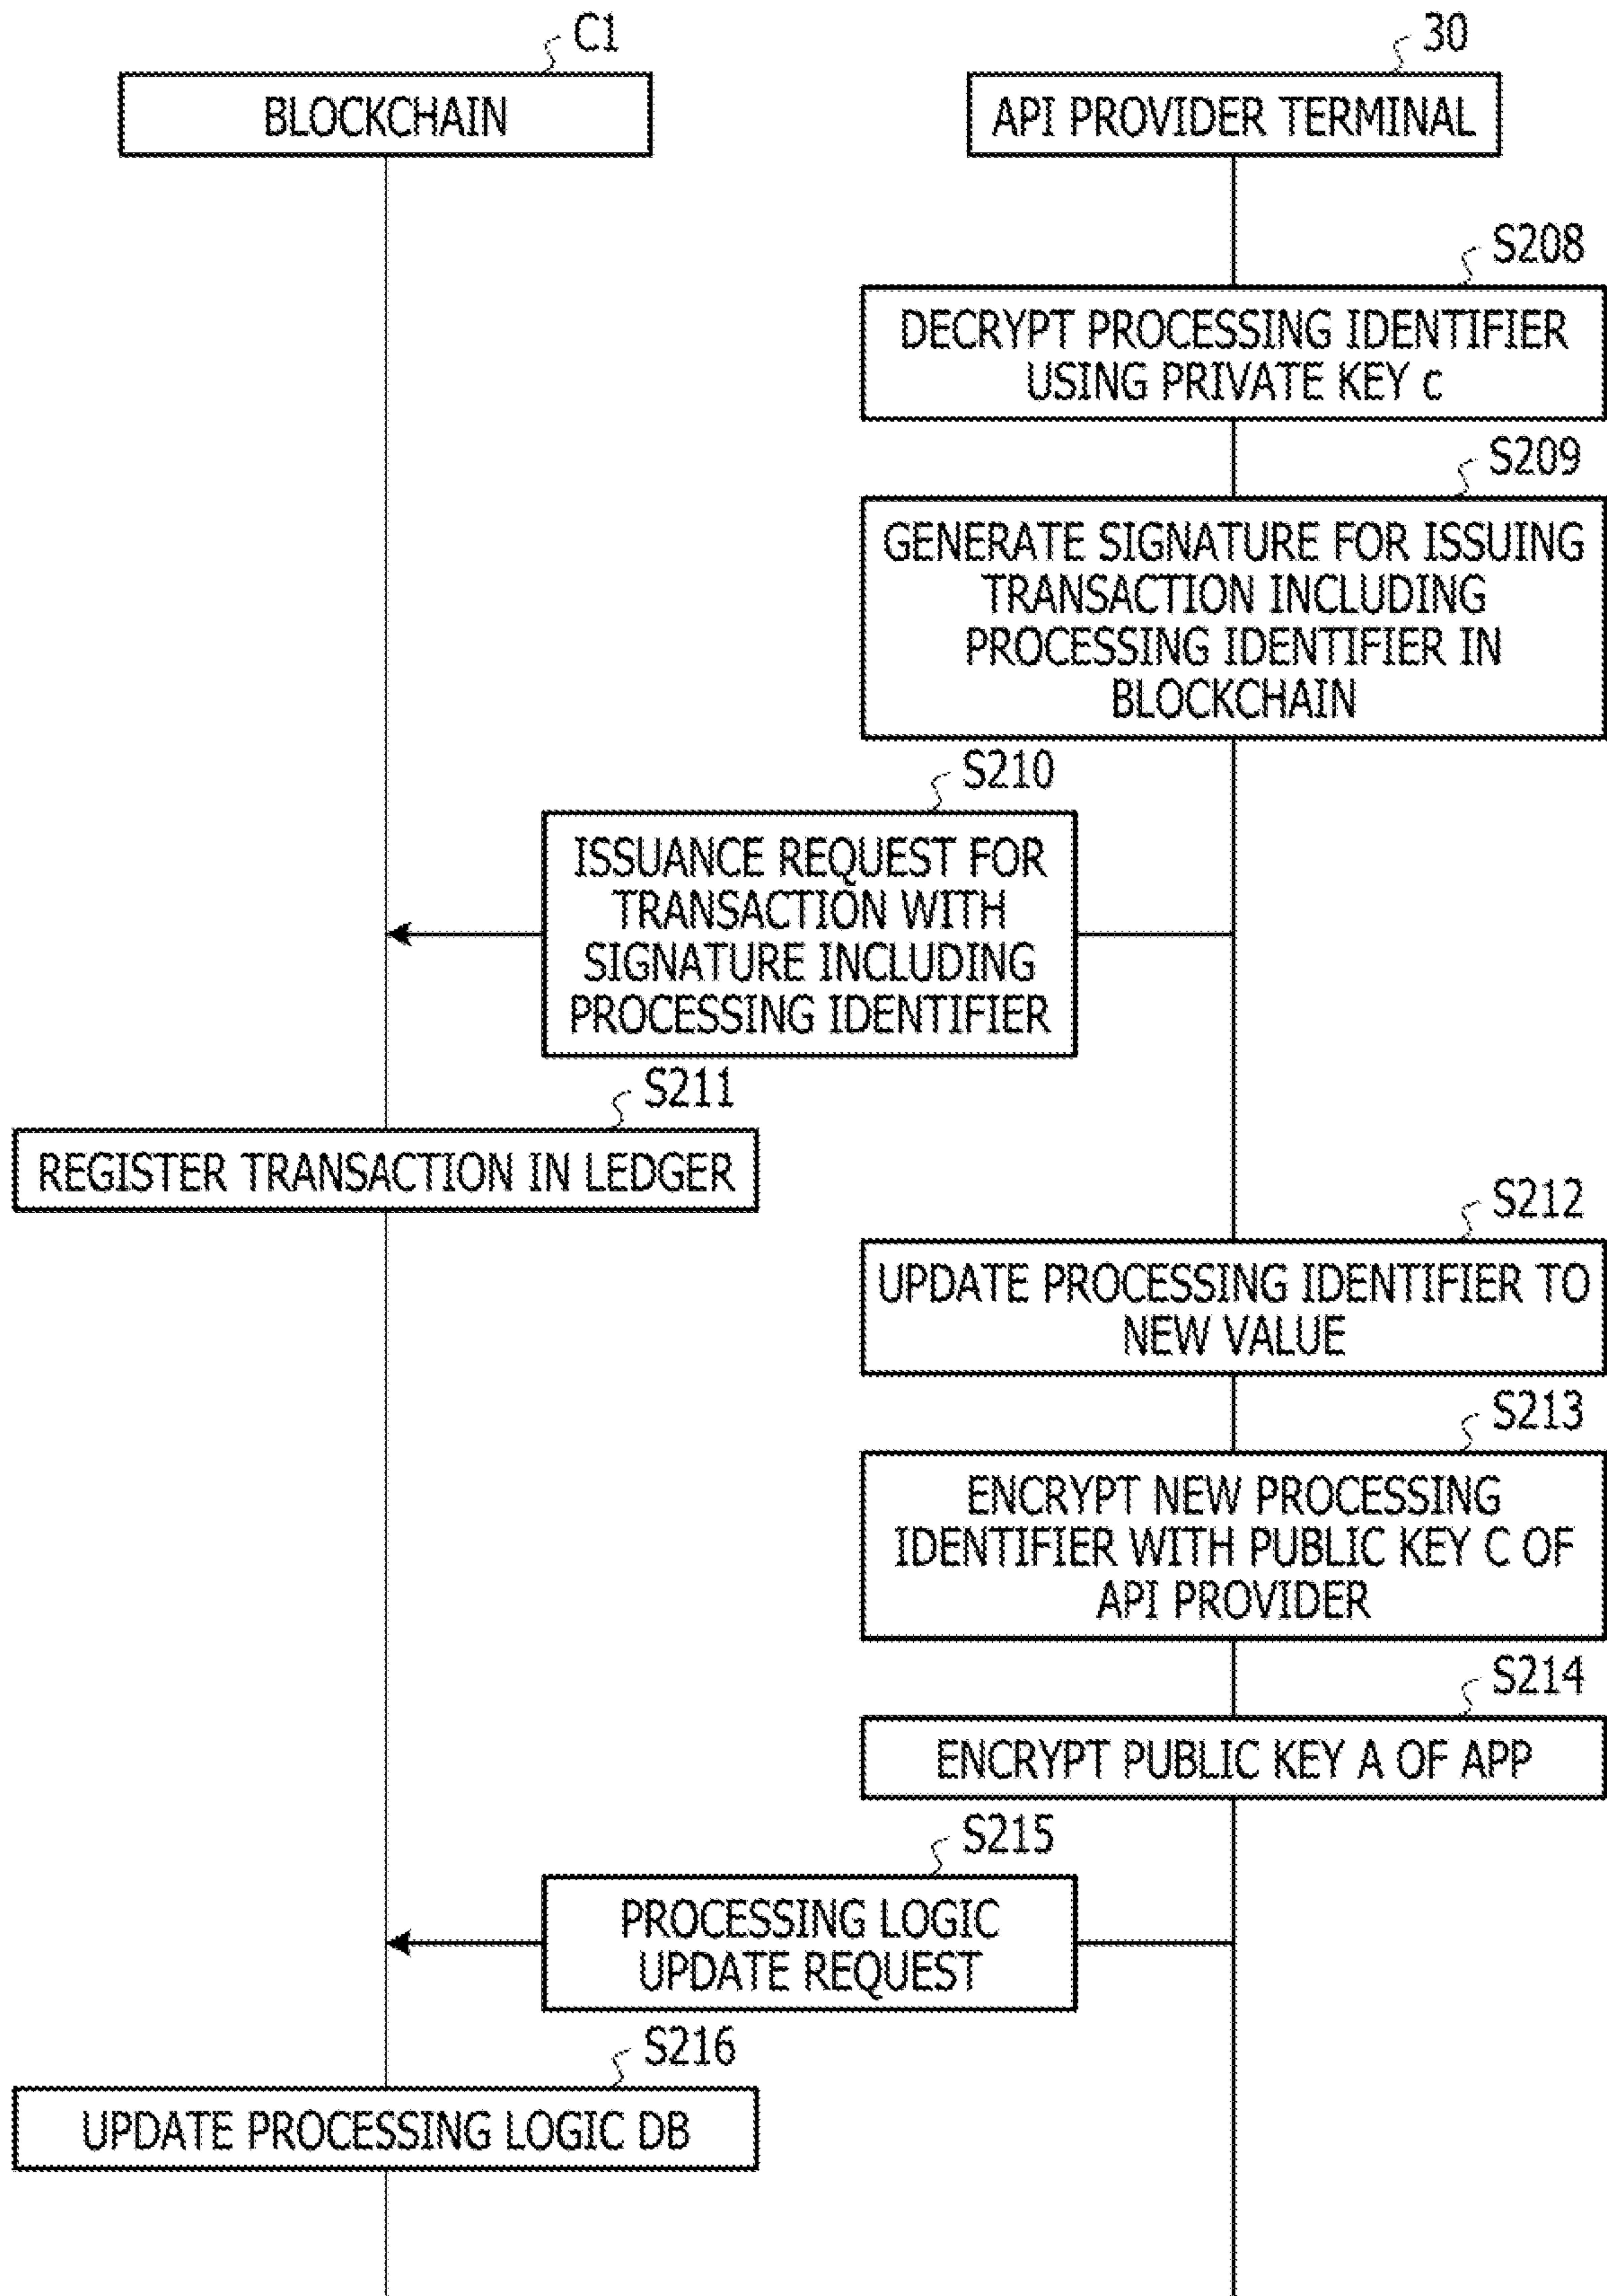 C1
BLOCKCHAIN
30
API PROVIDER TERMINAL
S208
DECRYPT PROCESSING IDENTIFIER
USING PRIVATE KEY c
S209
GENERATE SIGNATURE FOR ISSUING
TRANSACTION INCLUDING
PROCESSING IDENTIFIER IN
BLOCKCHAIN
S210
ISSUANCE REQUEST FOR
TRANSACTION WITH
SIGNATURE INCLUDING
PROCESSING IDENTIFIER
S211
REGISTER TRANSACTION IN LEDGER
S212
UPDATE PROCESSING IDENTIFIER TO
NEW VALUE
S213
ENCRYPT NEW PROCESSING
IDENTIFIER WITH PUBLIC KEY C OF
API PROVIDER
S214
ENCRYPT PUBLIC KEY A OF APP
S215
PROCESSING LOGIC
UPDATE REQUEST
S216
UPDATE PROCESSING LOGIC DB